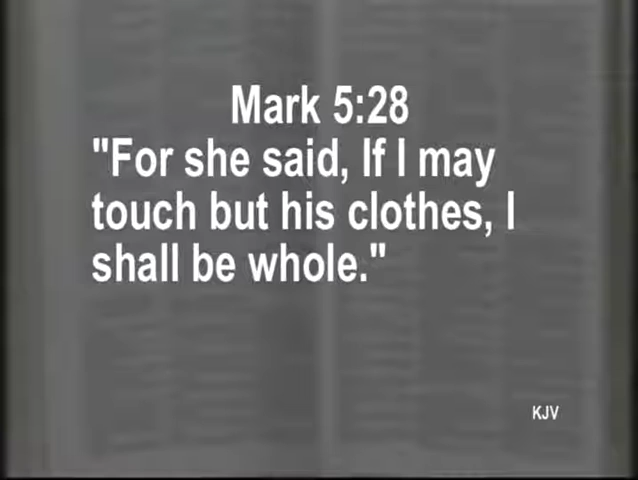 Mark 5:28
"For she said, If I may
touch but his clothes, I
shall be whole."
KJV